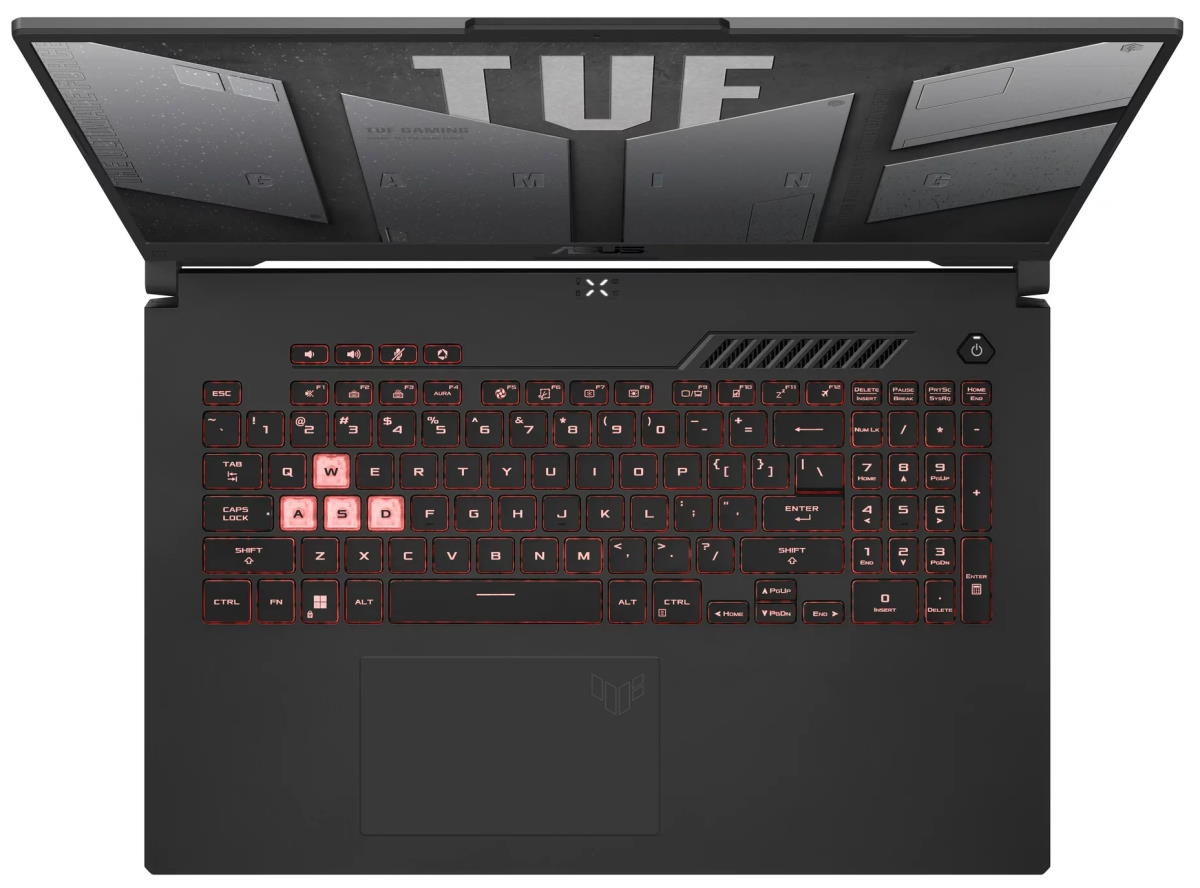 TUF
TUF GAMING
G A M I N G
ASUS
ESC F1 F2 F3 AURA F4 F5 F6 F7 F8 F9 F10 Z F11 F12 DELETE INSERT PAUSE BREAK PRTSC SYSRQ HOME END
~ ` ! 1 @ 2 # 3 $ 4 % 5 ^ 6 & 7 * 8 ( 9 ) 0 _ - + = ← NUM LK / * -
TAB Q W E R T Y U I O P { [ } ] | \ 7 HOME 8 ▲ 9 PGUP +
CAPS LOCK A S D F G H J K L : ; " ' ENTER 4 < 5 6 >
SHIFT Z X C V B N M < , > . ? / SHIFT 1 END 2 ▼ 3 PGDN ENTER
CTRL FN ALT ALT CTRL < HOME ▲ PGUP ▼ PGDN END > 0 INSERT . DELETE